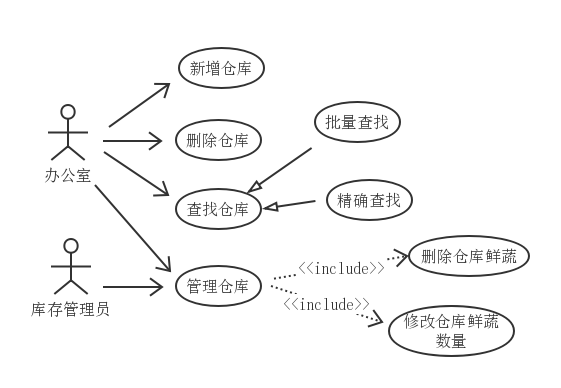 新增仓库
批量查找
删除仓库
办公室
精确查找
查找仓库
删除仓库鲜蔬
<<include>>
管理仓库
<<include>>
库存管理员
修改仓库鲜蔬
数量